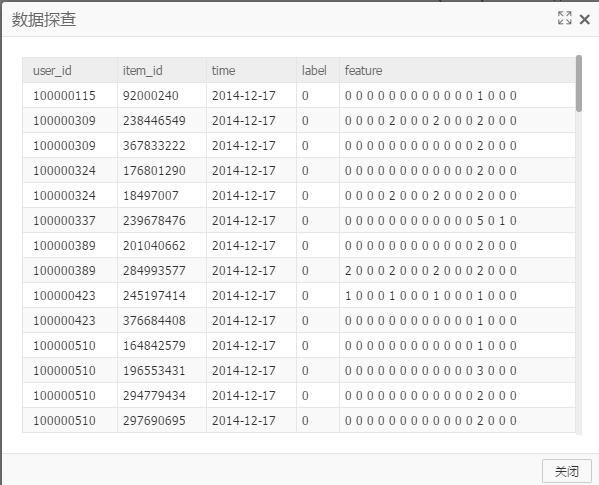 数据探查
user_id item_id time label feature
100000115 92000240 2014-12-17 0 0 0 0 0 0 0 0 0 0 0 0 0 1 0 0 0
100000309 238446549 2014-12-17 0 0 0 0 0 2 0 0 0 2 0 0 0 2 0 0 0
100000309 367833222 2014-12-17 0 0 0 0 0 0 0 0 0 0 0 0 0 2 0 0 0
100000324 176801290 2014-12-17 0 0 0 0 0 0 0 0 0 0 0 0 0 2 0 0 0
100000324 18497007 2014-12-17 0 0 0 0 0 2 0 0 0 2 0 0 0 2 0 0 0
100000337 239678476 2014-12-17 0 0 0 0 0 0 0 0 0 0 0 0 0 5 0 1 0
100000389 201040662 2014-12-17 0 0 0 0 0 0 0 0 0 0 0 0 0 2 0 0 0
100000389 284993577 2014-12-17 0 2 0 0 0 2 0 0 0 2 0 0 0 2 0 0 0
100000423 245197414 2014-12-17 0 1 0 0 0 1 0 0 0 1 0 0 0 1 0 0 0
100000423 376684408 2014-12-17 0 0 0 0 0 0 0 0 0 0 0 0 0 1 0 0 0
100000510 164842579 2014-12-17 0 0 0 0 0 0 0 0 0 0 0 0 0 1 0 0 0
100000510 196553431 2014-12-17 0 0 0 0 0 0 0 0 0 0 0 0 0 3 0 0 0
100000510 294779434 2014-12-17 0 0 0 0 0 0 0 0 0 0 0 0 0 2 0 0 0
100000510 297690695 2014-12-17 0 0 0 0 0 0 0 0 0 0 0 0 0 2 0 0 0
关闭